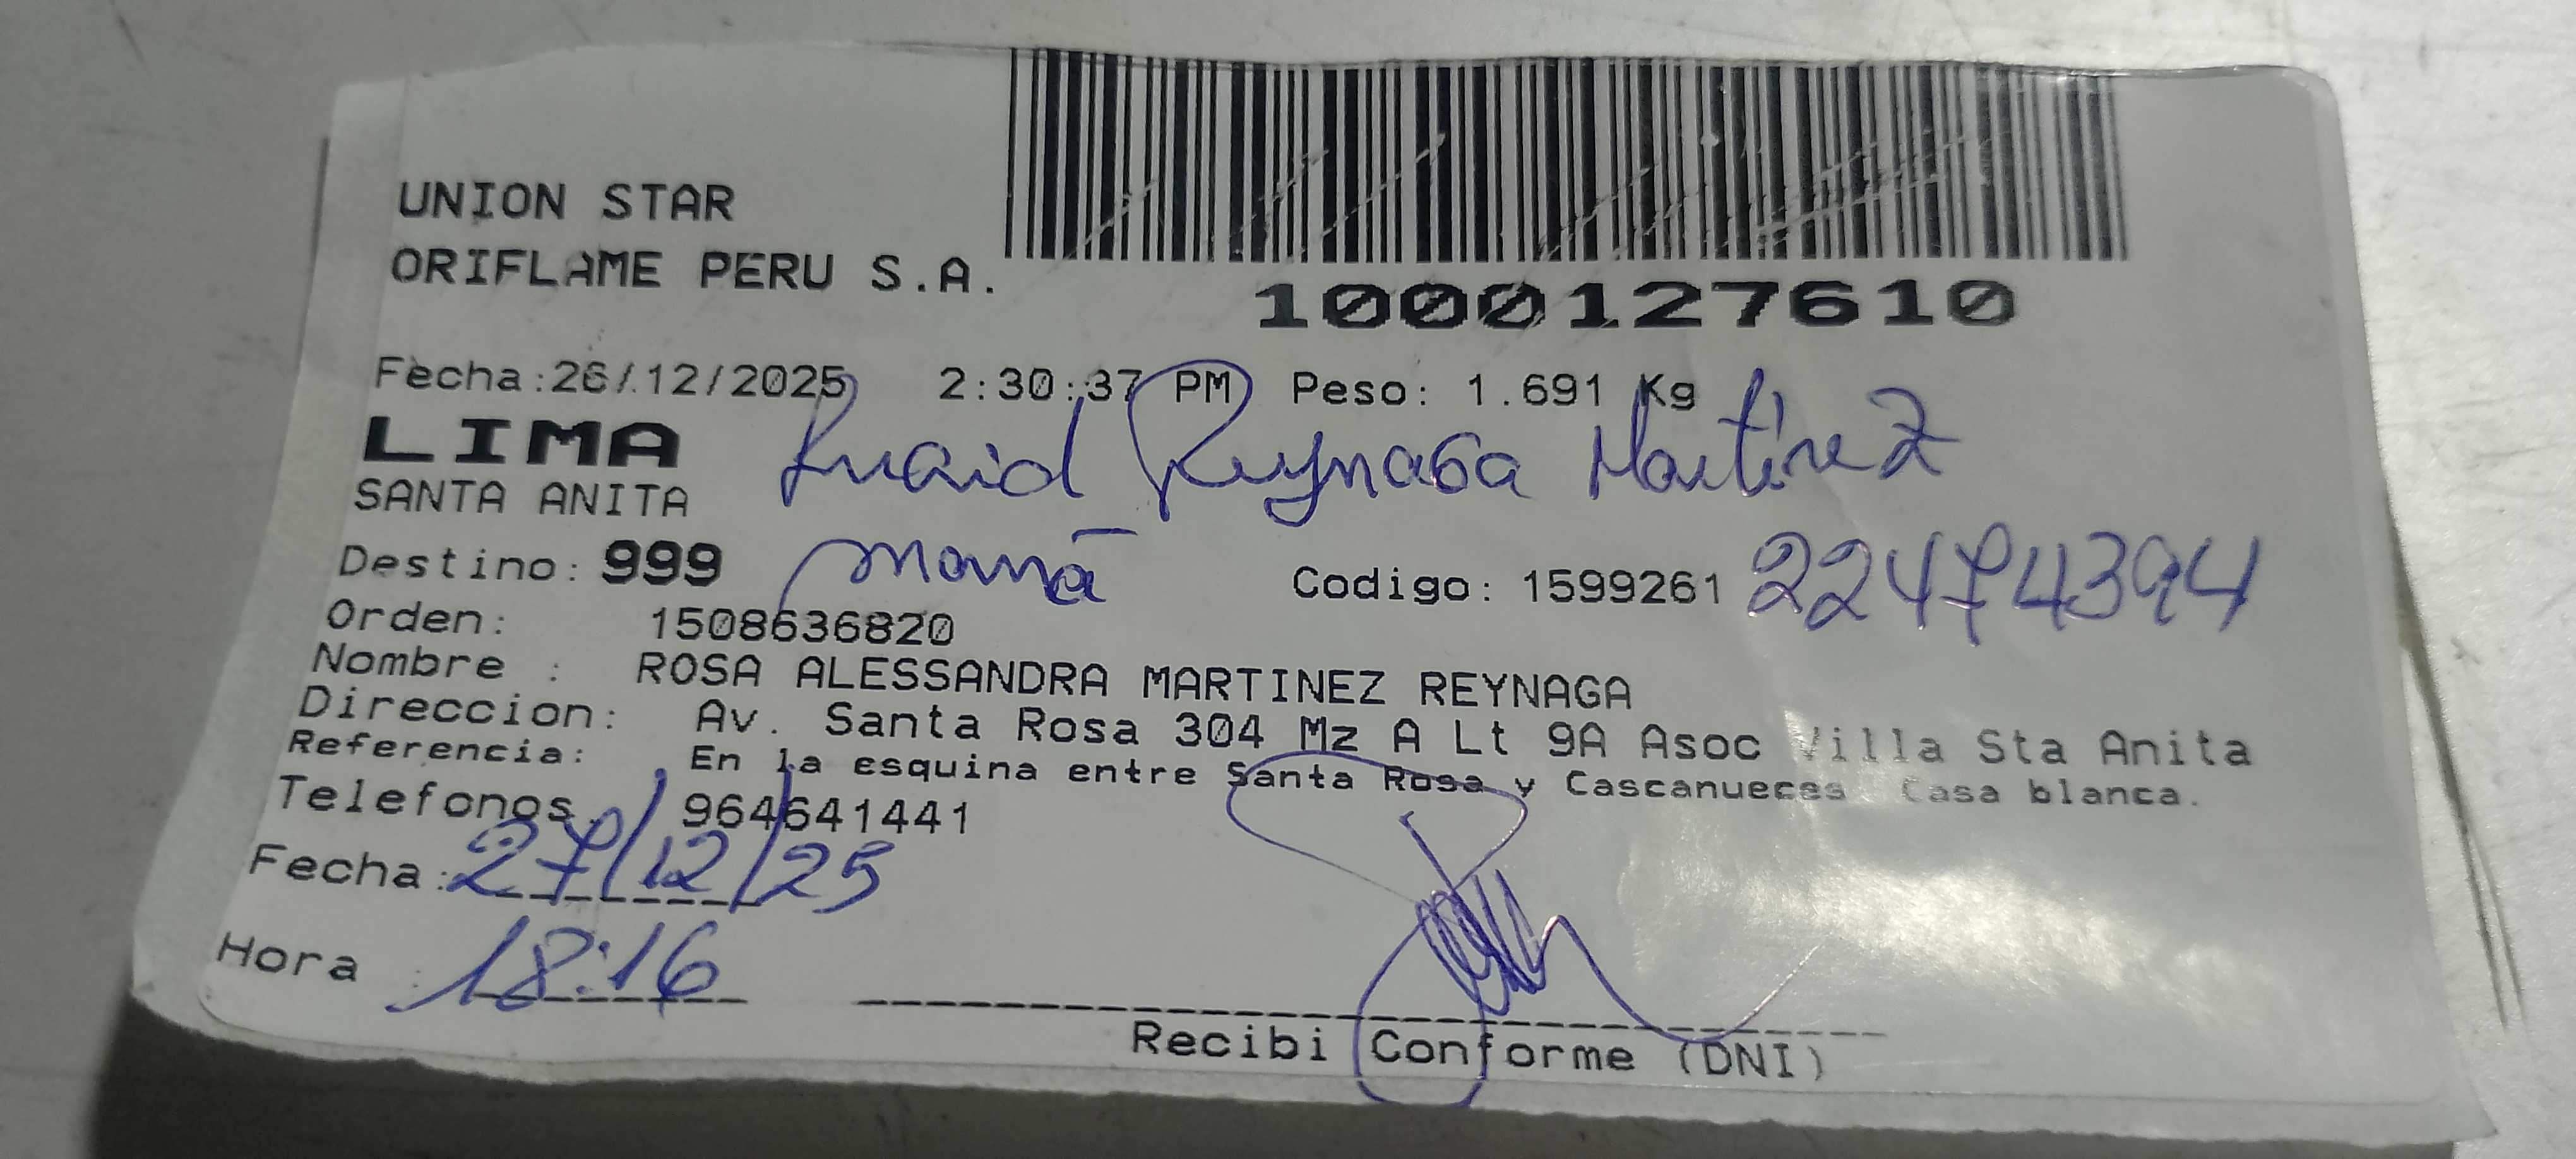 UNION STAR
ORIFLAME PERU S.A.
1000127610
Fecha:26/12/2025 2:30:37 PM Peso: 1.691 Kg
LIMA
Reynaga Martinez
SANTA ANITA
Destino: 999 mamá Codigo: 1599261 22474394
Orden: 1508636820
Nombre : ROSA ALESSANDRA MARTINEZ REYNAGA
Direccion: Av. Santa Rosa 304 Mz A Lt 9A Asoc Villa Sta Anita
Referencia: En la esquina entre Santa Rosa y Cascanueces. Casa blanca.
Telefonos. 964641441
Fecha: 27/12/25
Hora : 18:16
Recibi Conforme (DNI)